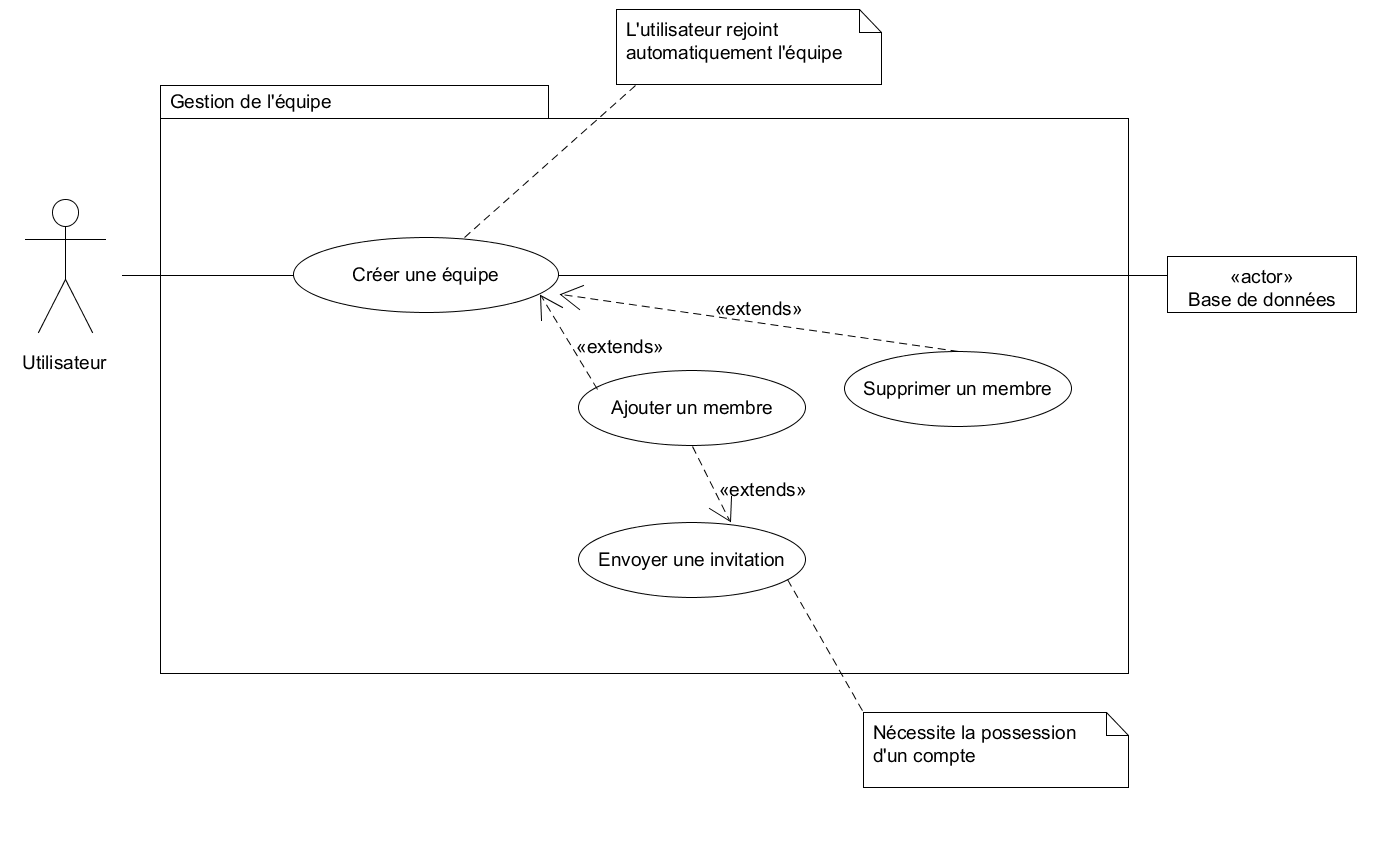 L'utilisateur rejoint
automatiquement l'équipe
Gestion de l'équipe
Créer une équipe
«actor»
Base de données
«extends»
«extends»
Utilisateur
Supprimer un membre
Ajouter un membre
«extends»
Envoyer une invitation
Nécessite la possession
d'un compte